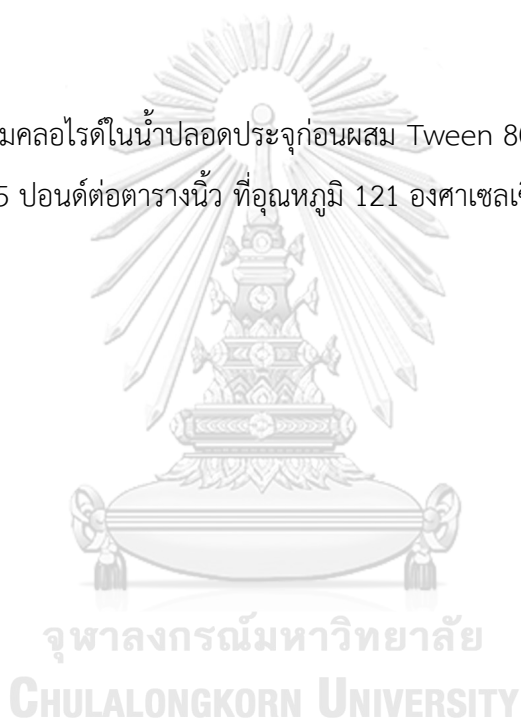 มคลอไรด์ในน้ำปลอดประจุก่อนผสม Tween 8
5 ปอนด์ต่อตารางนิ้ว ที่อุณหภูมิ 121 องศาเซลเ
จุฬาลงกรณ์มหาวิทยาลัย
CHULALONGKORN UNIVERSITY